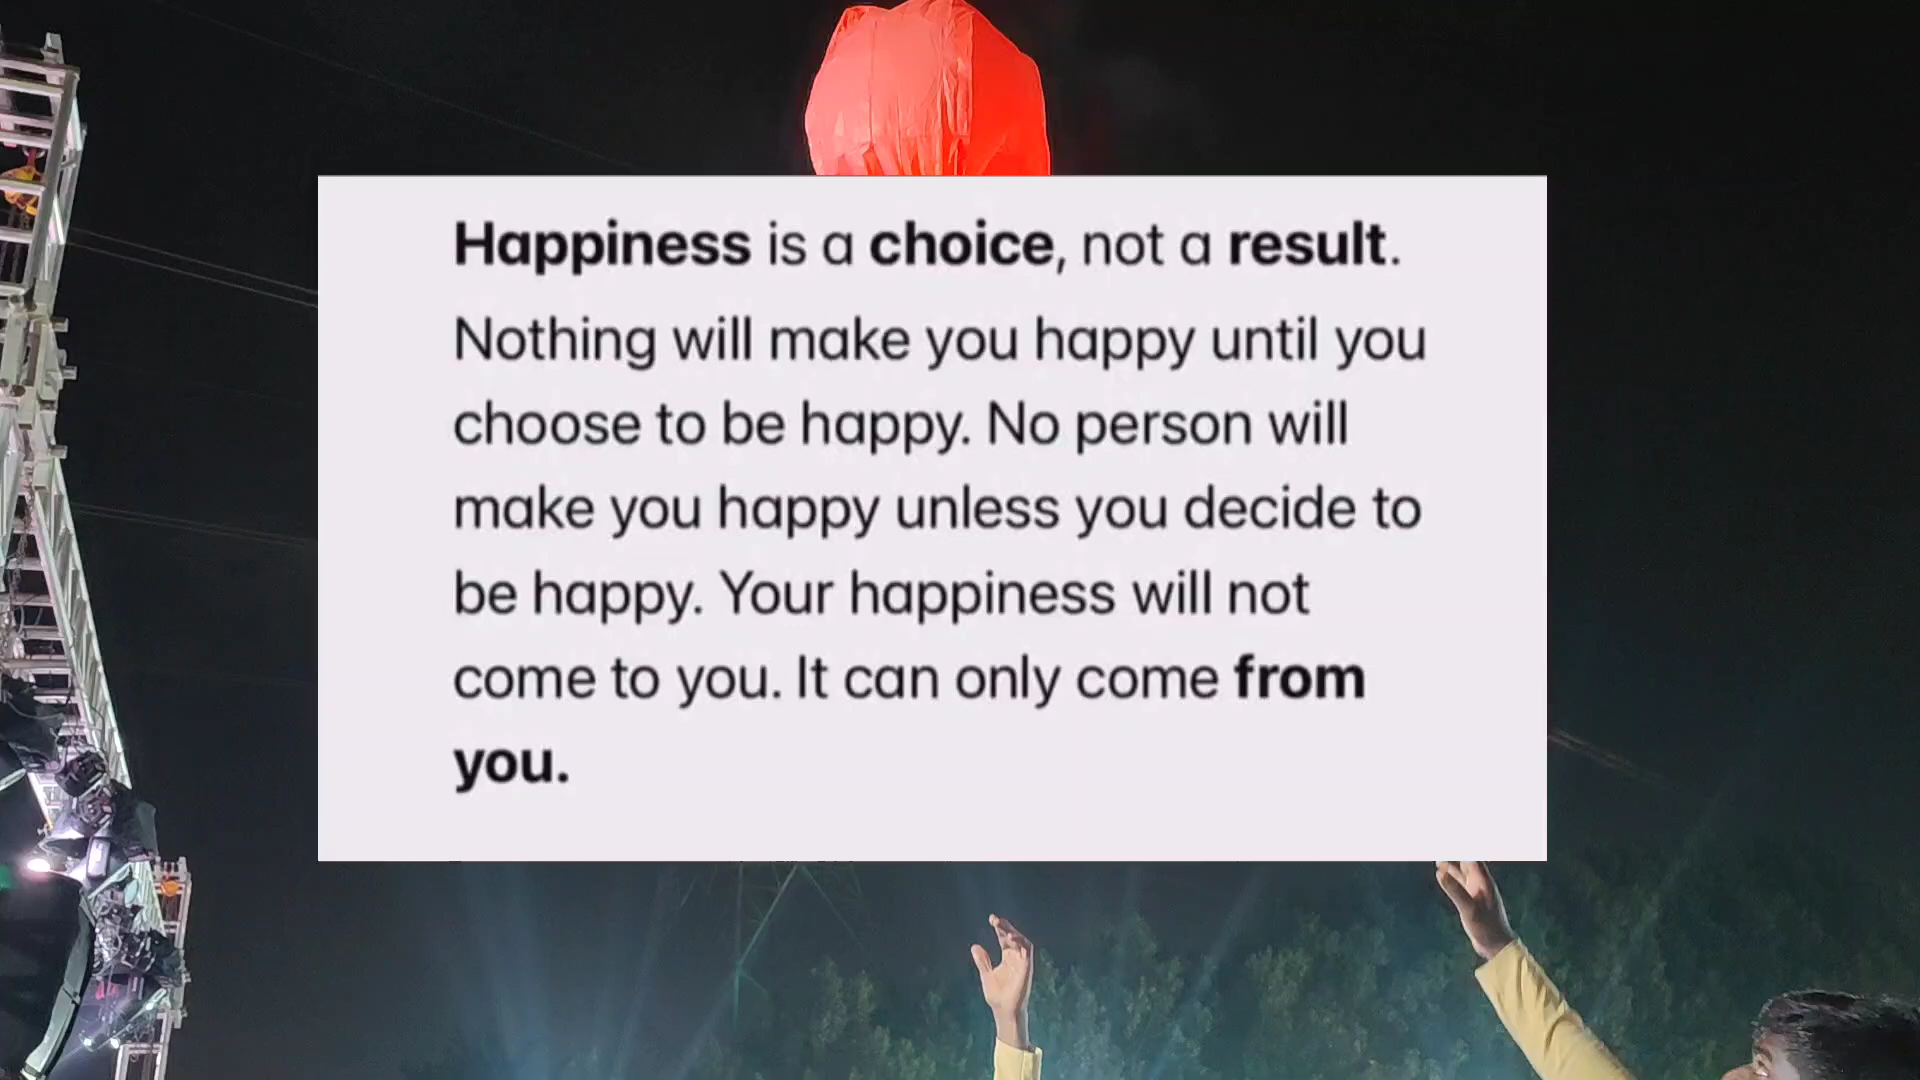 Happiness is a choice, not a result.
Nothing will make you happy until you
choose to be happy. No person will
make you happy unless you decide to
be happy. Your happiness will not
come to you. It can only come from
you.